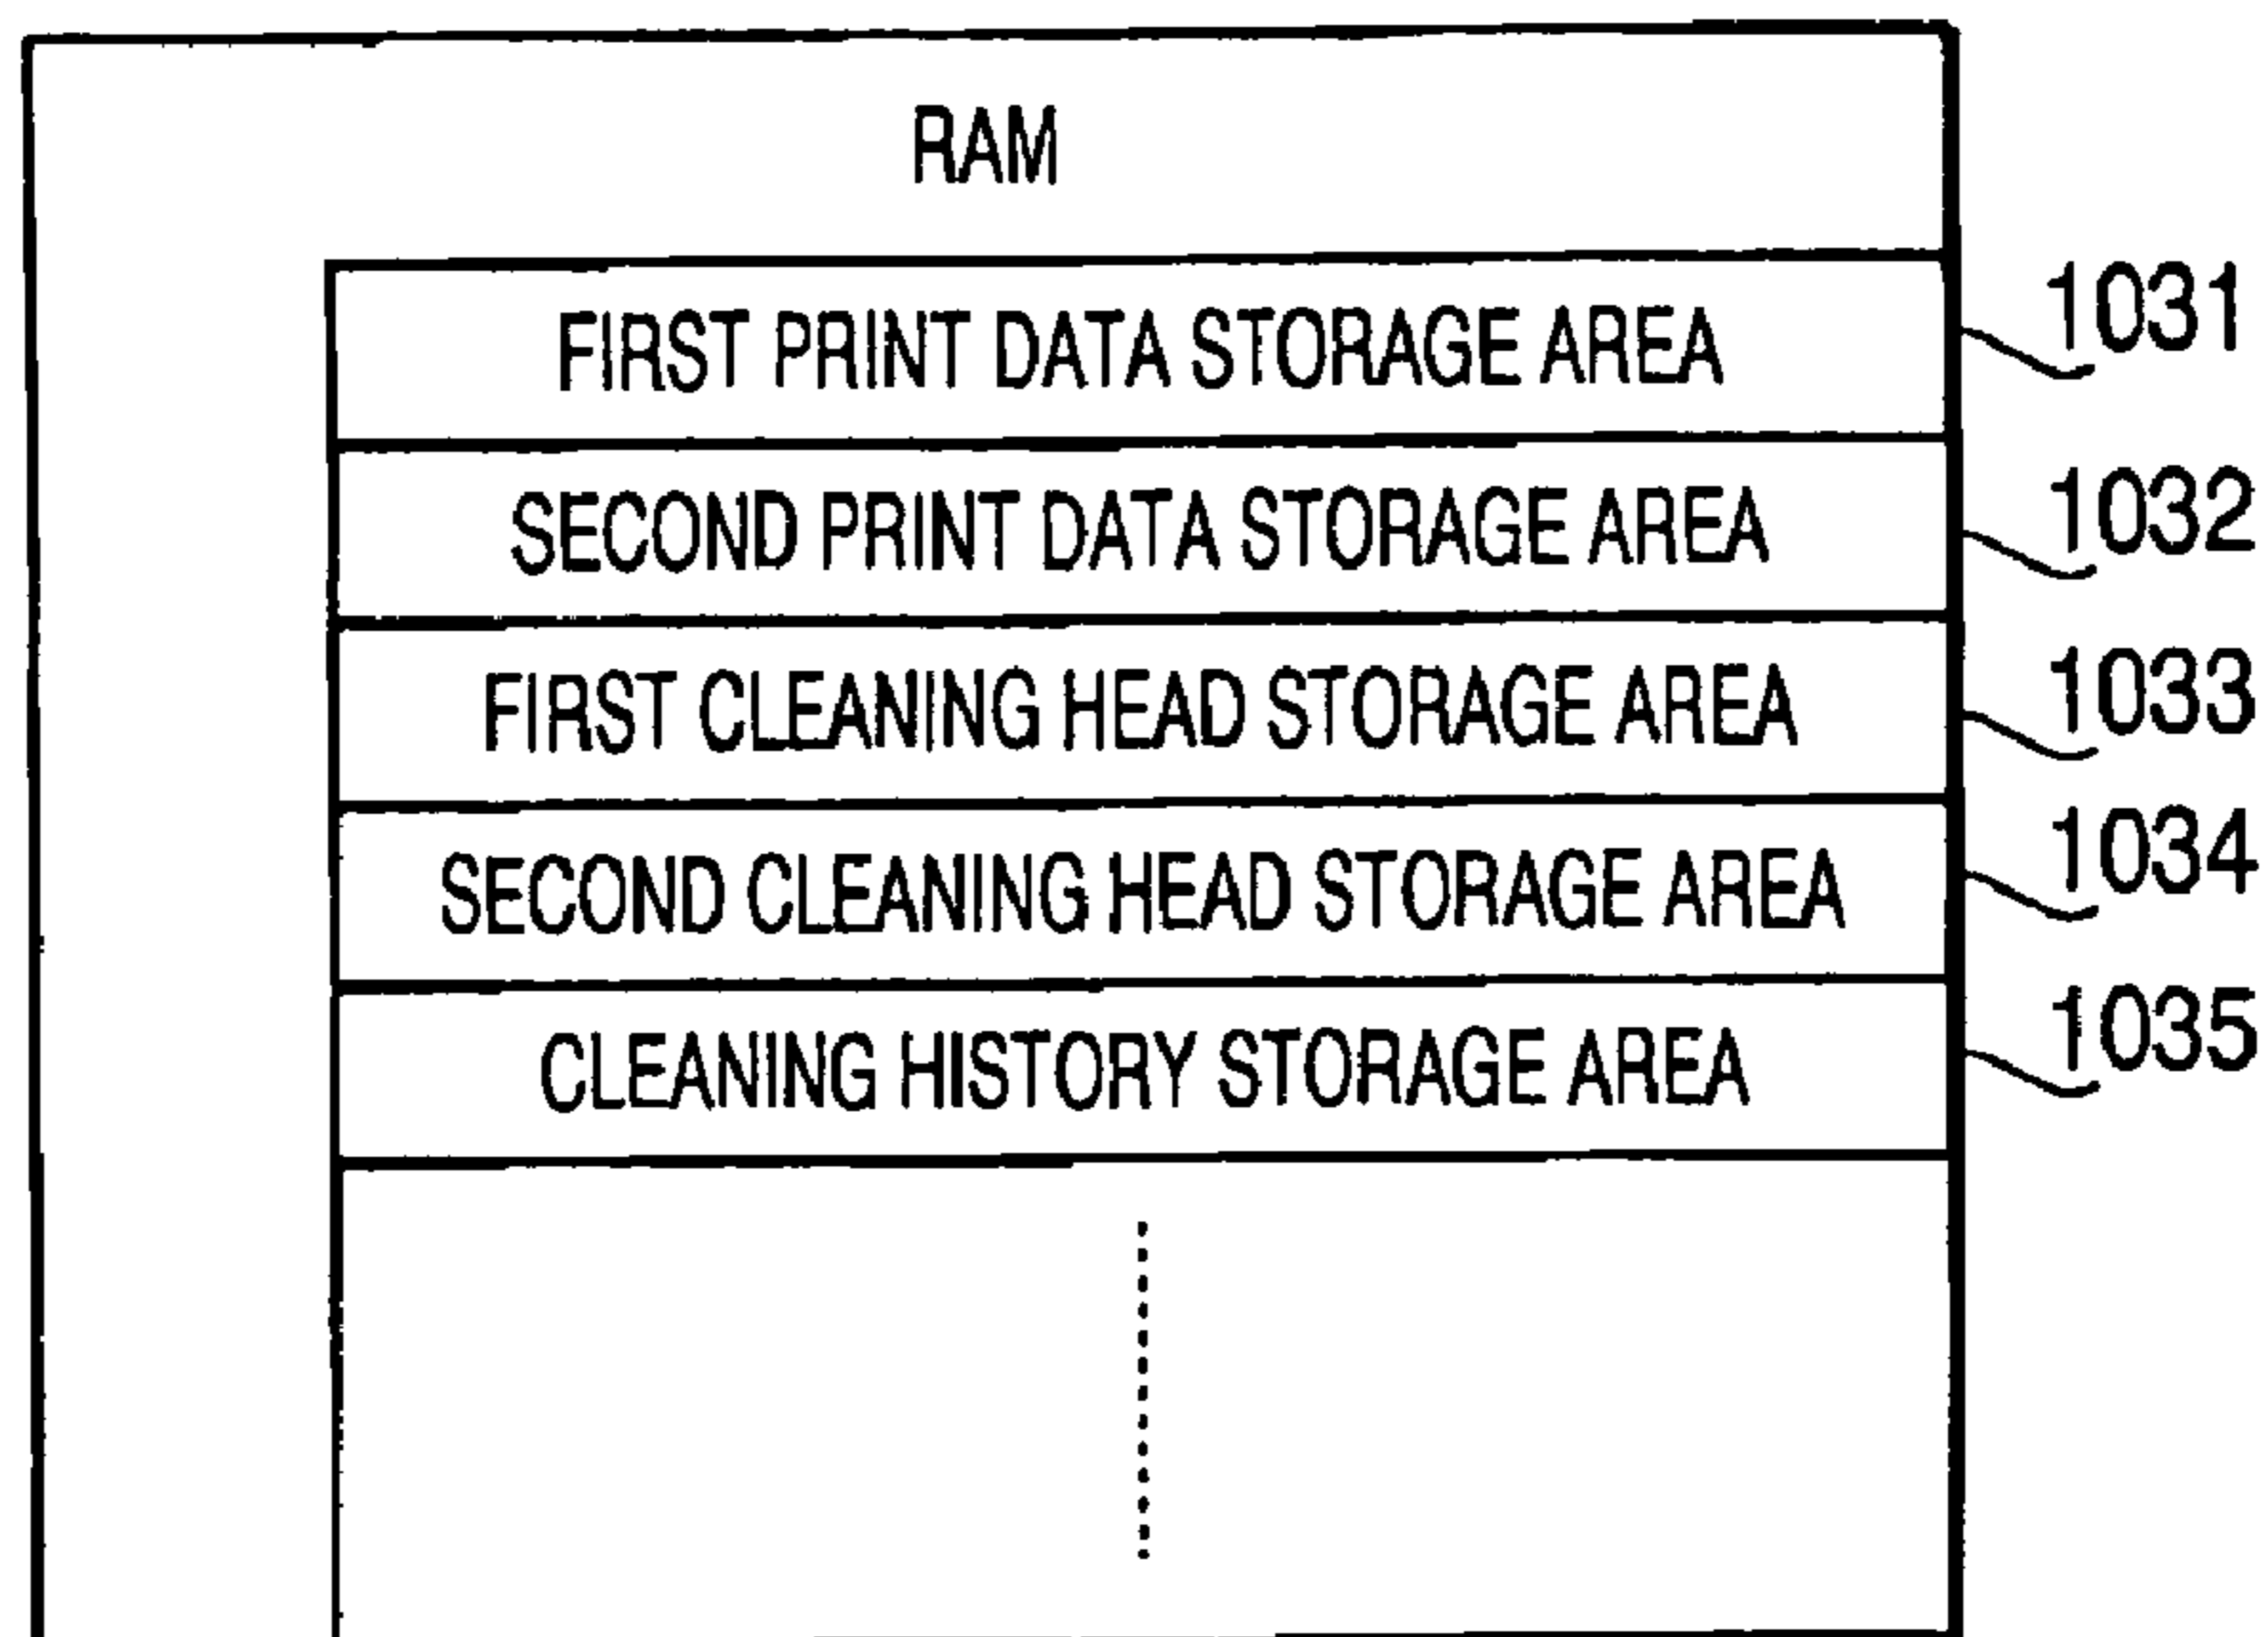 RAM
FIRST PRINT DATA STORAGE AREA 1031
SECOND PRINT DATA STORAGE AREA 1032
FIRST CLEANING HEAD STORAGE AREA 1033
SECOND CLEANING HEAD STORAGE AREA 1034
CLEANING HISTORY STORAGE AREA 1035